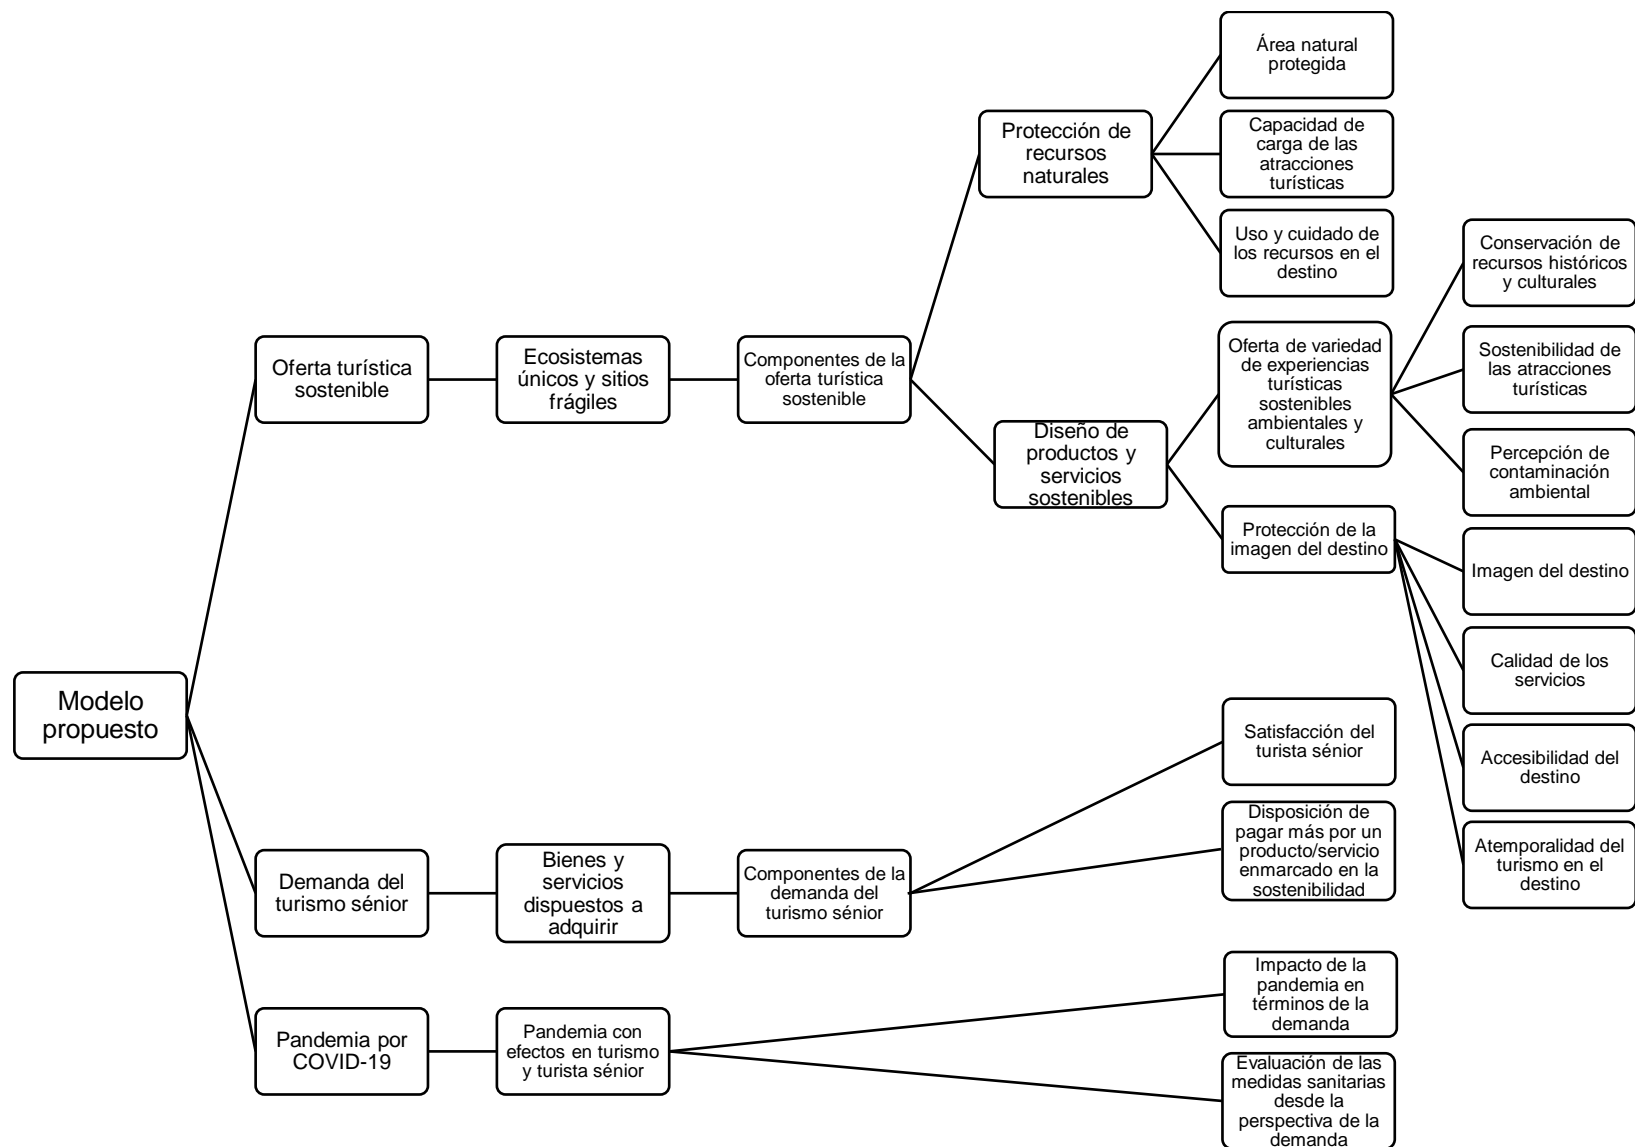 Modelo
propuesto
Oferta turística
sostenible
Ecosistemas
únicos y sitios
frágiles
Componentes de la
oferta turística
sostenible
Protección de
recursos
naturales
Área natural
protegida
Capacidad de
carga de las
atracciones
turísticas
Uso y cuidado de
los recursos en el
destino
Diseño de
productos y
servicios
sostenibles
Oferta de variedad
de experiencias
turísticas
sostenibles
ambientales y
culturales
Conservación de
recursos históricos
y culturales
Sostenibilidad de
las atracciones
turísticas
Percepción de
contaminación
ambiental
Protección de la
imagen del destino
Imagen del destino
Calidad de los
servicios
Accesibilidad del
destino
Atemporalidad del
turismo en el
destino
Demanda del
turismo sénior
Bienes y
servicios
dispuestos a
adquirir
Componentes de la
demanda del
turismo sénior
Satisfacción del
turista sénior
Disposición de
pagar más por un
producto/servicio
enmarcado en la
sostenibilidad
Pandemia por
COVID-19
Pandemia con
efectos en turismo
y turista sénior
Impacto de la
pandemia en
términos de la
demanda
Evaluación de las
medidas sanitarias
desde la
perspectiva de la
demanda